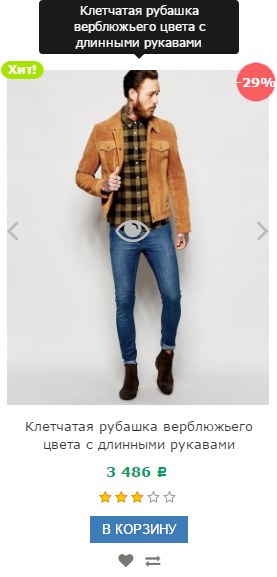 Клетчатая рубашка
верблюжьего цвета с
длинными рукавами
Хит!
-29%
Клетчатая рубашка верблюжьего
цвета с длинными рукавами
3 486 ₽
В КОРЗИНУ